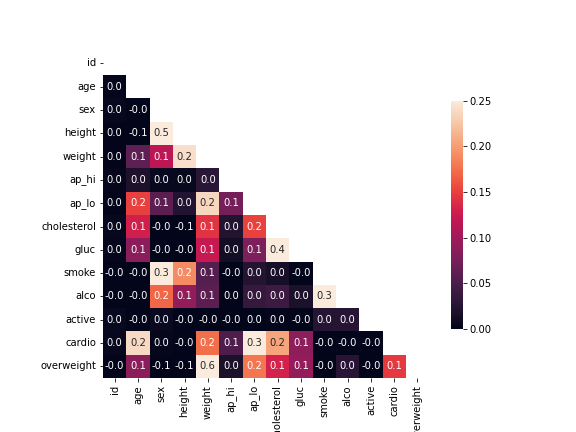 id
age 0.0
sex 0.0 -0.0
height 0.0 -0.1 0.5
weight 0.0 0.1 0.1 0.2
ap_hi 0.0 0.0 0.0 0.0 0.0
ap_lo 0.0 0.2 0.1 0.0 0.2 0.1
cholesterol 0.0 0.1 -0.0 -0.1 0.1 0.0 0.2
gluc 0.0 0.1 -0.0 -0.0 0.1 0.0 0.1 0.4
smoke -0.0 -0.0 0.3 0.2 0.1 -0.0 0.0 0.0 -0.0
alco 0.0 -0.0 0.2 0.1 0.1 0.0 0.0 0.0 0.0 0.3
active 0.0 -0.0 0.0 -0.0 -0.0 -0.0 0.0 0.0 -0.0 0.0 0.0
cardio 0.0 0.2 0.0 -0.0 0.2 0.1 0.3 0.2 0.1 -0.0 -0.0 -0.0
overweight -0.0 0.1 -0.1 -0.1 0.6 0.0 0.2 0.1 0.1 -0.0 0.0 -0.0 0.1
id
age
sex
height
weight
ap_hi
ap_lo
holesterol
gluc
smoke
alco
active
cardio
erweight
0.25
0.20
0.15
0.10
0.05
0.00